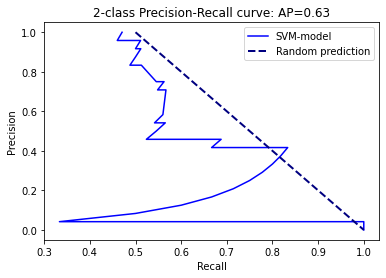 2-class Precision-Recall curve: AP=0.63
SVM-model
Random prediction
Precision
1.0
0.8
0.6
0.4
0.2
0.0
0.3
0.4
0.5
0.6
0.7
0.8
0.9
1.0
Recall